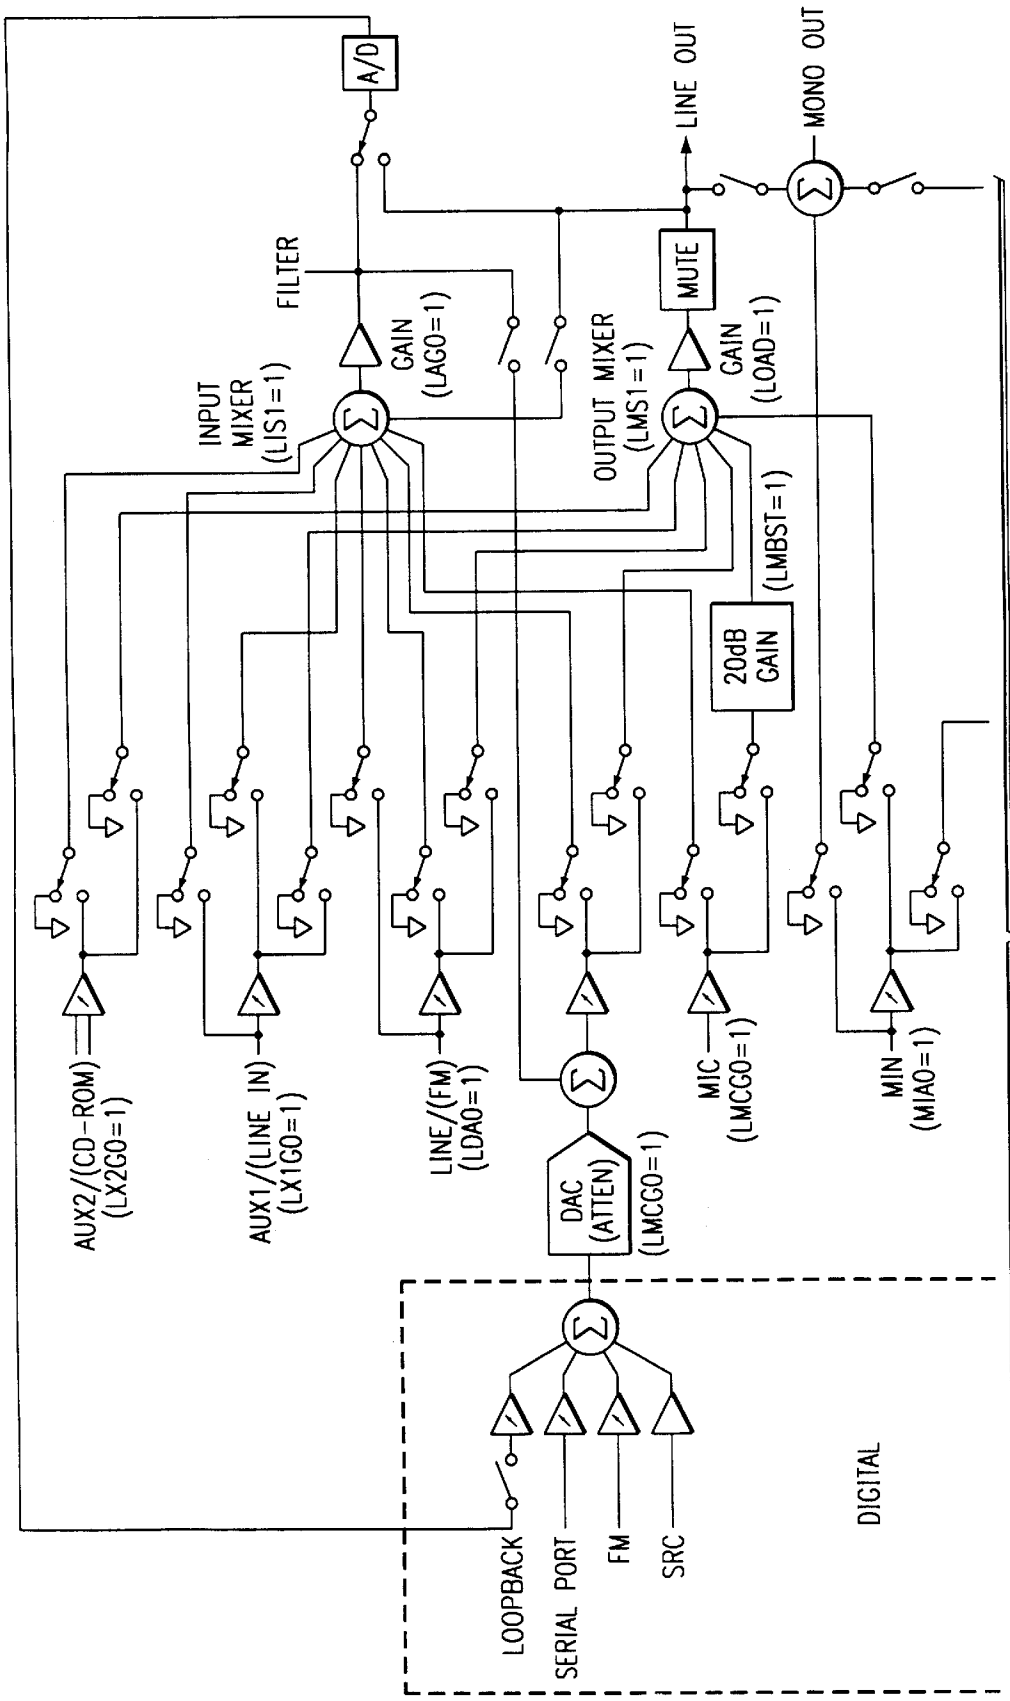 LOOPBACK
SERIAL PORT
FM
SRC
DIGITAL
Σ
DAC
(ATTEN)
(LMCG0=1)
Σ
AUX2/(CD-ROM)
(LX2G0=1)
AUX1/(LINE IN)
(LX1G0=1)
LINE/(FM)
(LDA0=1)
MIC
(LMCG0=1)
MIN
(MIA0=1)
20dB
GAIN
(LMBST=1)
INPUT
MIXER
(LIS1=1)
Σ
GAIN
(LAG0=1)
FILTER
A/D
OUTPUT MIXER
(LMS1=1)
Σ
GAIN
(LOAD=1)
MUTE
LINE OUT
Σ
MONO OUT